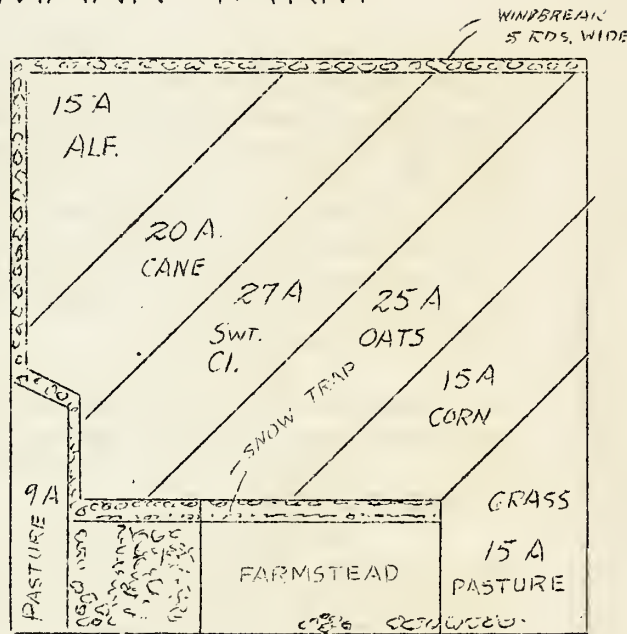 FARM
WINDBREAK
5 RDS. WIDE
15 A
ALF.
20 A.
CANE
27 A
SWT.
Cl.
25 A
OATS
15 A
CORN
SNOW TRAP
9 A
PASTURE
FARMSTEAD
GRASS
15 A
PASTURE